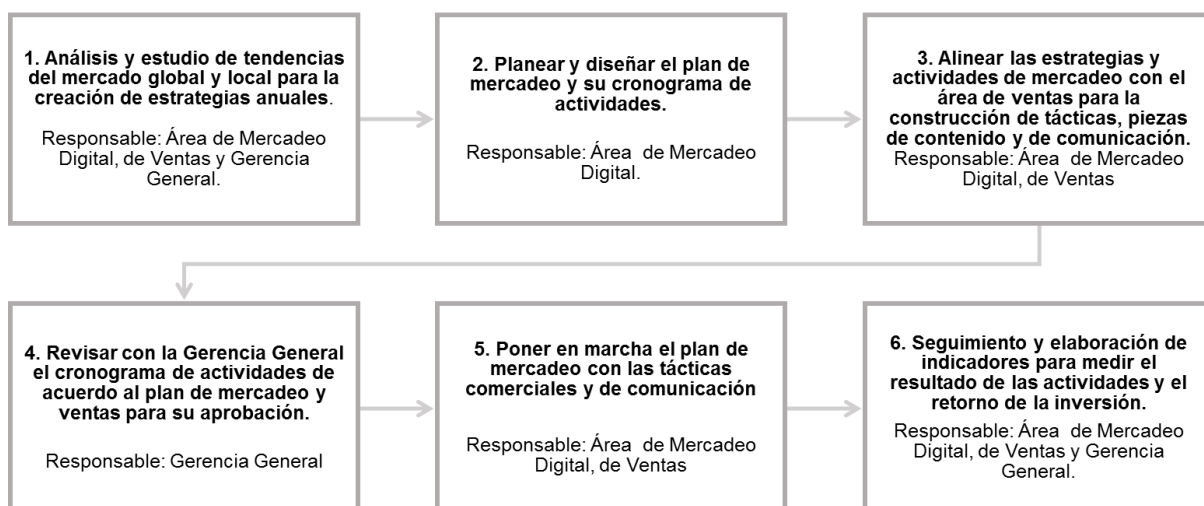 1. Análisis y estudio de tendencias
del mercado global y local para la
creación de estrategias anuales.
Responsable: Área de Mercadeo
Digital, de Ventas y Gerencia
General.
2. Planear y diseñar el plan de
mercadeo y su cronograma de
actividades.
Responsable: Área de Mercadeo
Digital.
3. Alinear las estrategias y
actividades de mercadeo con el
área de ventas para la
construcción de tácticas, piezas
de contenido y de comunicación.
Responsable: Área de Mercadeo
Digital, de Ventas
4. Revisar con la Gerencia General
el cronograma de actividades de
acuerdo al plan de mercadeo y
ventas para su aprobación.
Responsable: Gerencia General
5. Poner en marcha el plan de
mercadeo con las tácticas
comerciales y de comunicación
Responsable: Área de Mercadeo
Digital, de Ventas
6. Seguimiento y elaboración de
indicadores para medir el
resultado de las actividades y el
retorno de la inversión.
Responsable: Área de Mercadeo
Digital, de Ventas y Gerencia
General.